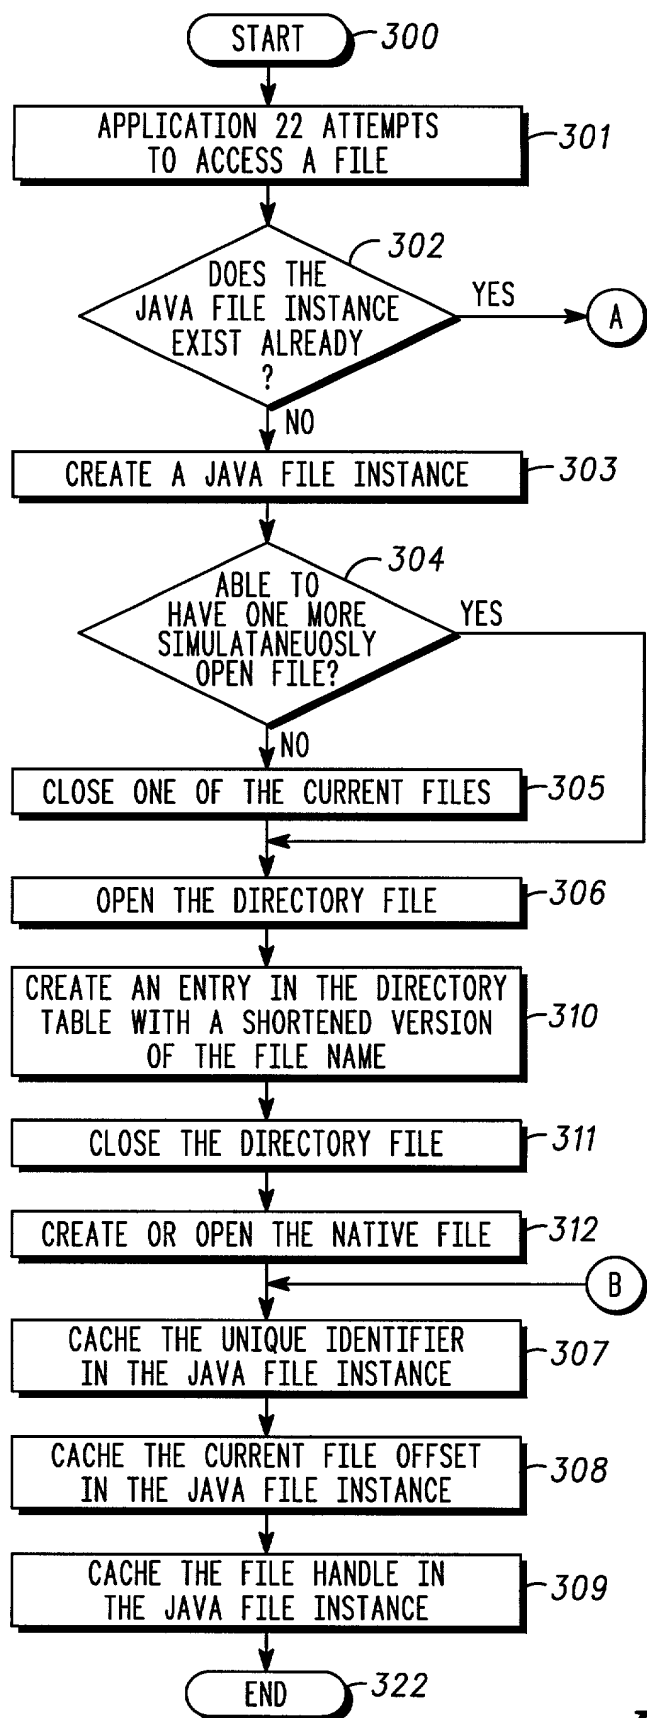 START
300
APPLICATION 22 ATTEMPTS
TO ACCESS A FILE
301
302
DOES THE
JAVA FILE INSTANCE
EXIST ALREADY
?
YES
A
NO
CREATE A JAVA FILE INSTANCE
303
304
ABLE TO
HAVE ONE MORE
SIMULATANEUOSLY
OPEN FILE?
YES
NO
CLOSE ONE OF THE CURRENT FILES
305
OPEN THE DIRECTORY FILE
306
CREATE AN ENTRY IN THE DIRECTORY
TABLE WITH A SHORTENED VERSION
OF THE FILE NAME
310
CLOSE THE DIRECTORY FILE
311
CREATE OR OPEN THE NATIVE FILE
312
B
CACHE THE UNIQUE IDENTIFIER
IN THE JAVA FILE INSTANCE
307
CACHE THE CURRENT FILE OFFSET
IN THE JAVA FILE INSTANCE
308
CACHE THE FILE HANDLE IN
THE JAVA FILE INSTANCE
309
END
322